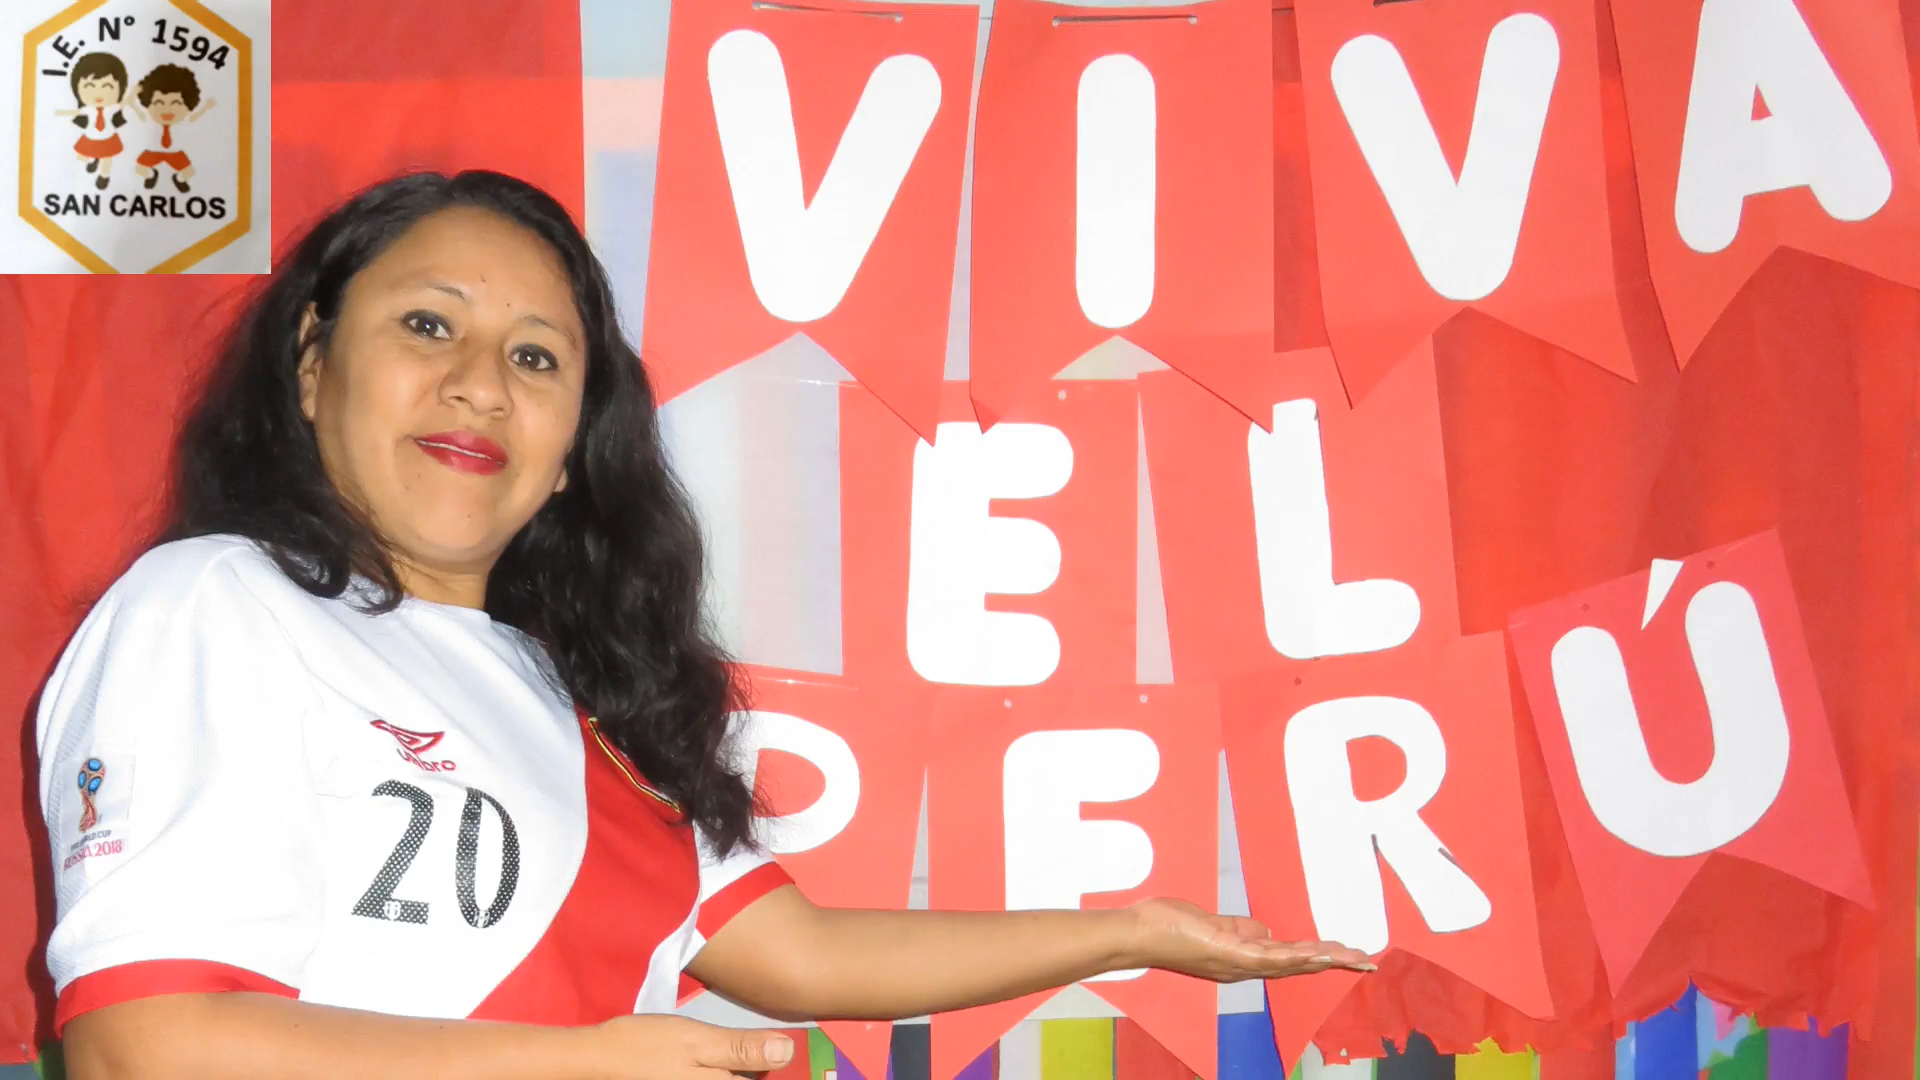 I.E. N° 1594
SAN CARLOS
VIVA
EL
PERÚ
umbro
20
RUSSIA 2018